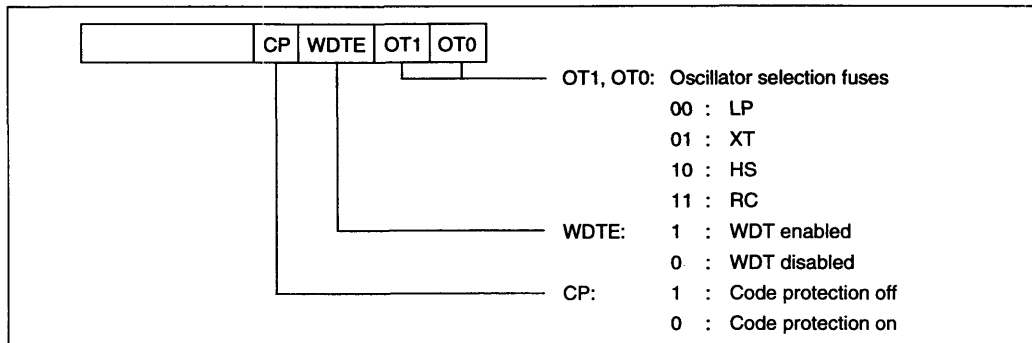 CP WDTE OT1 OT0
OT1, OT0: Oscillator selection fuses
00 : LP
01 : XT
10 : HS
11 : RC
WDTE: 1 : WDT enabled
0 : WDT disabled
CP: 1 : Code protection off
0 : Code protection on